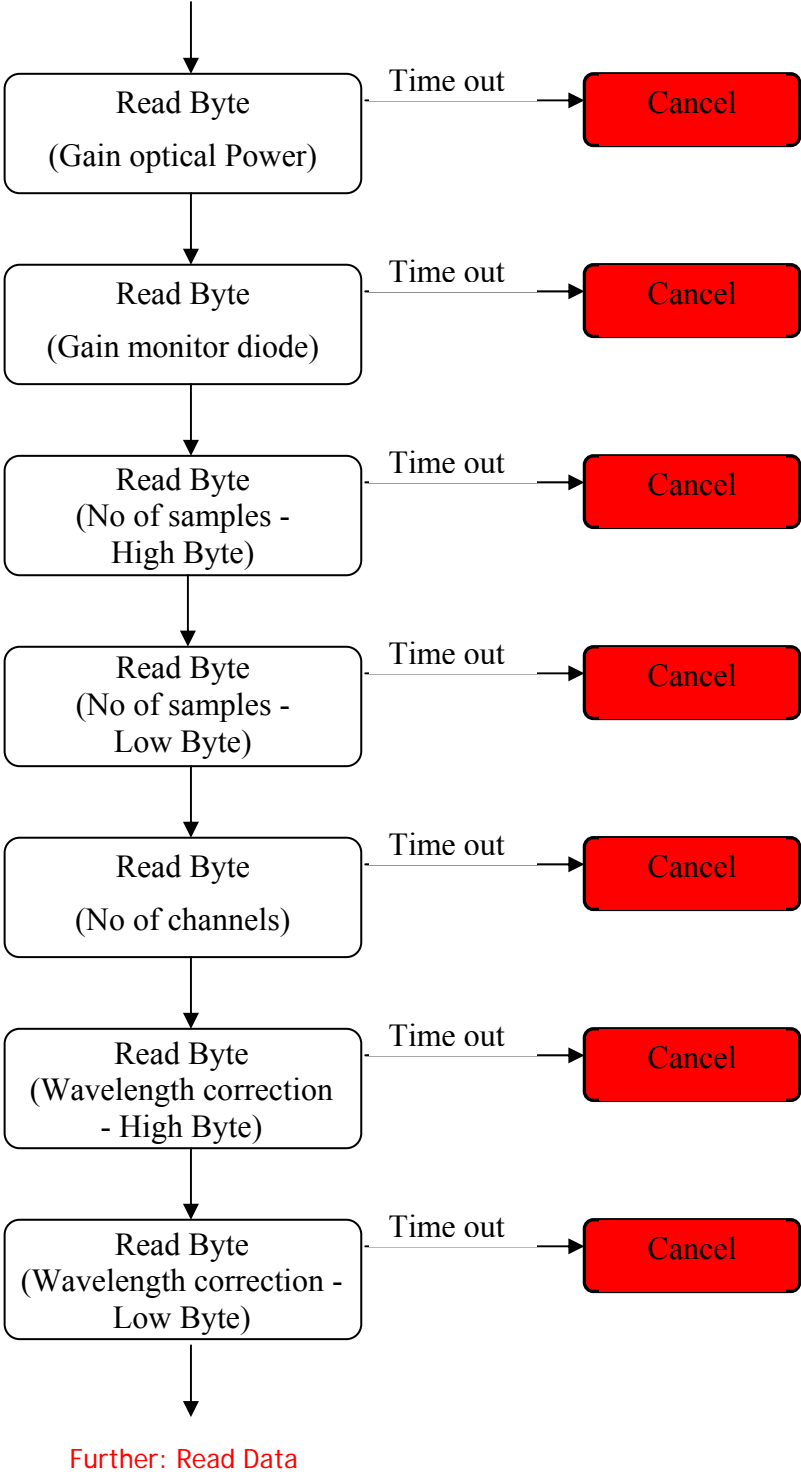 Read Byte
(Gain optical Power)
Time out
Cancel
Read Byte
(Gain monitor diode)
Time out
Cancel
Read Byte
(No of samples -
High Byte)
Time out
Cancel
Read Byte
(No of samples -
Low Byte)
Time out
Cancel
Read Byte
(No of channels)
Time out
Cancel
Read Byte
(Wavelength correction
- High Byte)
Time out
Cancel
Read Byte
(Wavelength correction -
Low Byte)
Time out
Cancel
Further: Read Data